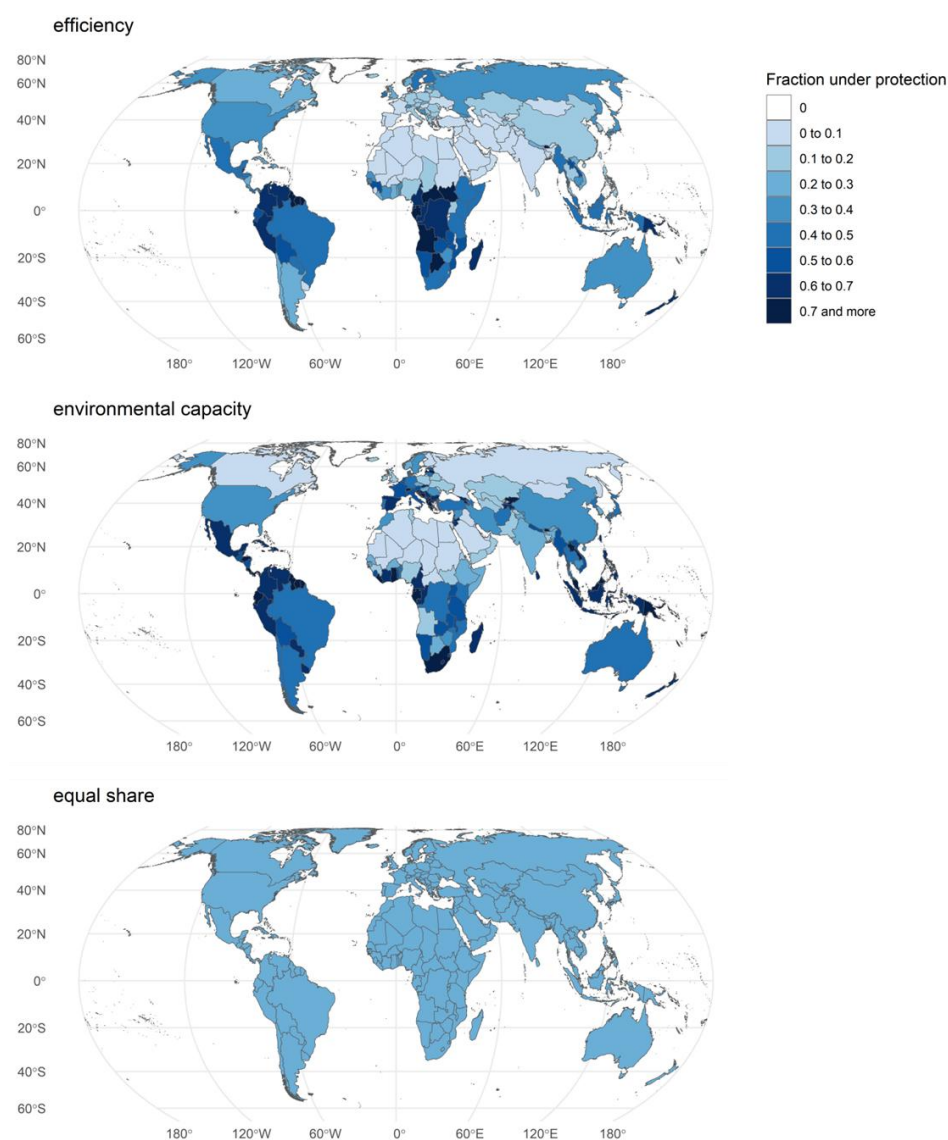 efficiency
80°N
60°N
40°N
20°N
0°
20°S
40°S
60°S
180°
120°W
60°W
0°
60°E
120°E
180°
Fraction under protection
0
0 to 0.1
0.1 to 0.2
0.2 to 0.3
0.3 to 0.4
0.4 to 0.5
0.5 to 0.6
0.6 to 0.7
0.7 and more
environmental capacity
80°N
60°N
40°N
20°N
0°
20°S
40°S
60°S
180°
120°W
60°W
0°
60°E
120°E
180°
equal share
80°N
60°N
40°N
20°N
0°
20°S
40°S
60°S
180°
120°W
60°W
0°
60°E
120°E
180°